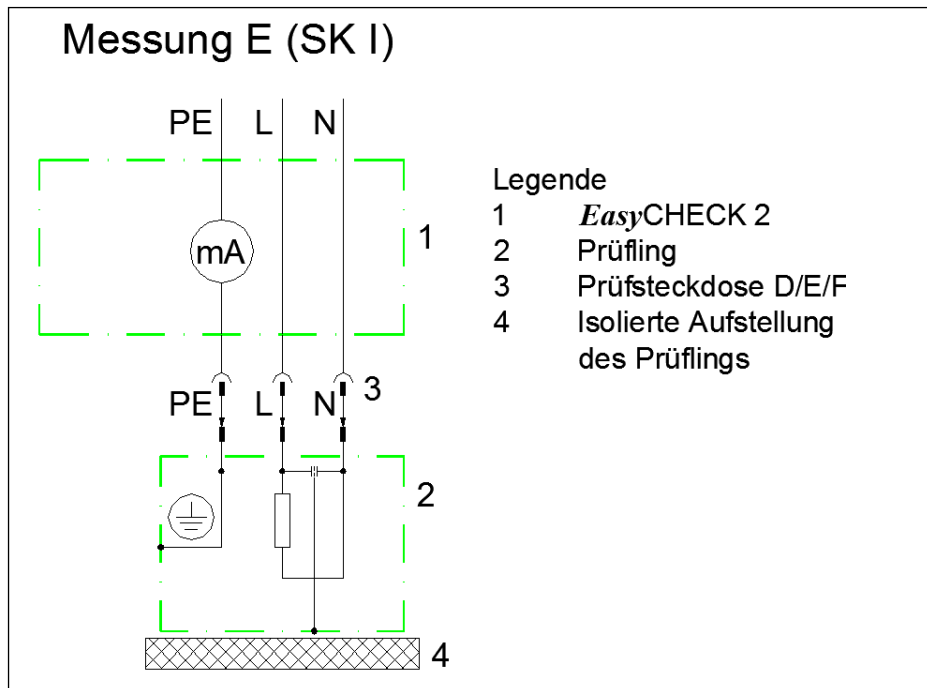 Messung E (SK I)
PE L N
mA
1
Legende
1 EasyCHECK 2
2 Prüfling
3 Prüfsteckdose D/E/F
4 Isolierte Aufstellung
des Prüflings
PE L N 3
2
4